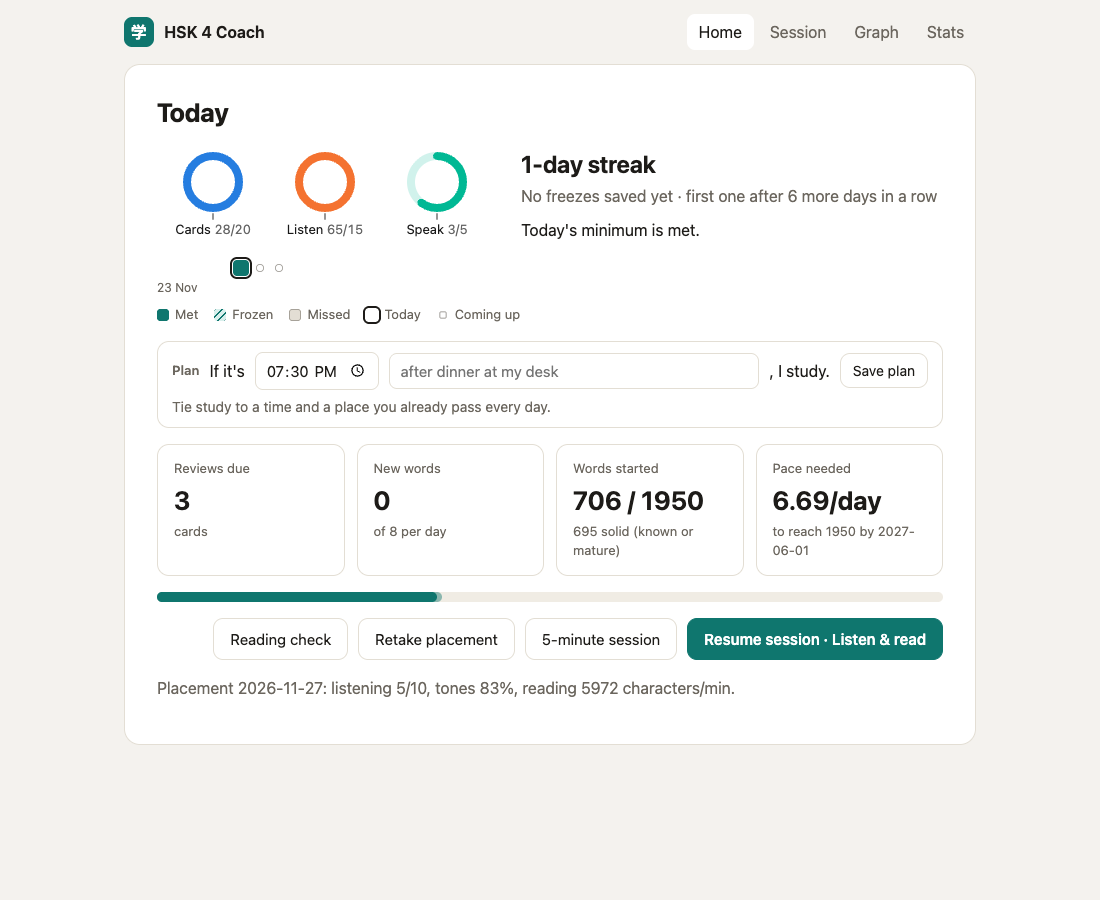 学 HSK 4 Coach
Home Session Graph Stats
Today
Cards 28/20
Listen 65/15
Speak 3/5
1-day streak
No freezes saved yet · first one after 6 more days in a row
Today's minimum is met.
23 Nov
Met Frozen Missed Today Coming up
Plan If it's 07:30 PM after dinner at my desk , I study. Save plan
Tie study to a time and a place you already pass every day.
Reviews due
3
cards
New words
0
of 8 per day
Words started
706 / 1950
695 solid (known or
mature)
Pace needed
6.69/day
to reach 1950 by 2027-
06-01
Reading check Retake placement 5-minute session Resume session · Listen & read
Placement 2026-11-27: listening 5/10, tones 83%, reading 5972 characters/min.